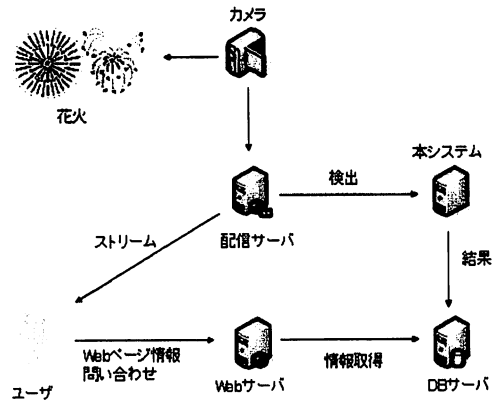 カメラ
花火
本システム
検出
配信サーバ
ストリーム
結果
Webページ情報
問い合わせ
情報取得
ユーザ
Webサーバ
DBサーバ